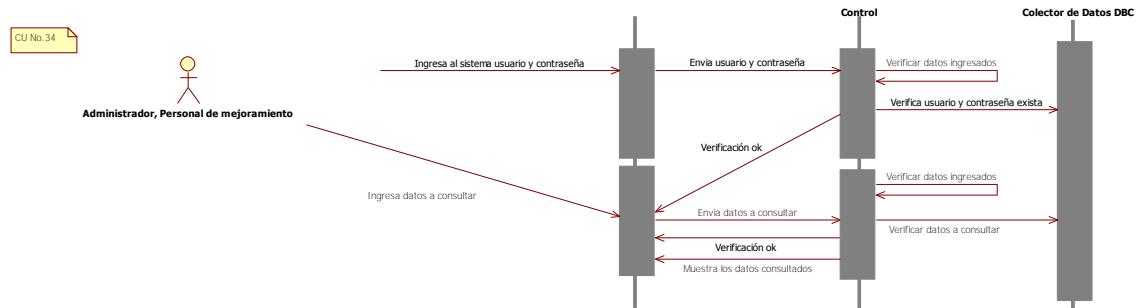 Control
Colector de Datos DBC
CU No.34
Ingresa al sistema usuario y contraseña
Envia usuario y contraseña
Verificar datos ingresados
Verifica usuario y contraseña exista
Administrador, Personal de mejoramiento
Verificación ok
Verificar datos ingresados
Ingresa datos a consultar
Envia datos a consultar
Verificar datos a consultar
Verificación ok
Muestra los datos consultados